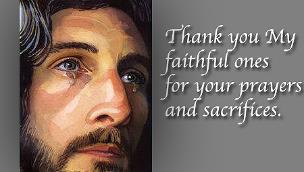 Thank you My
faithful ones
for your prayers
and sacrifices.